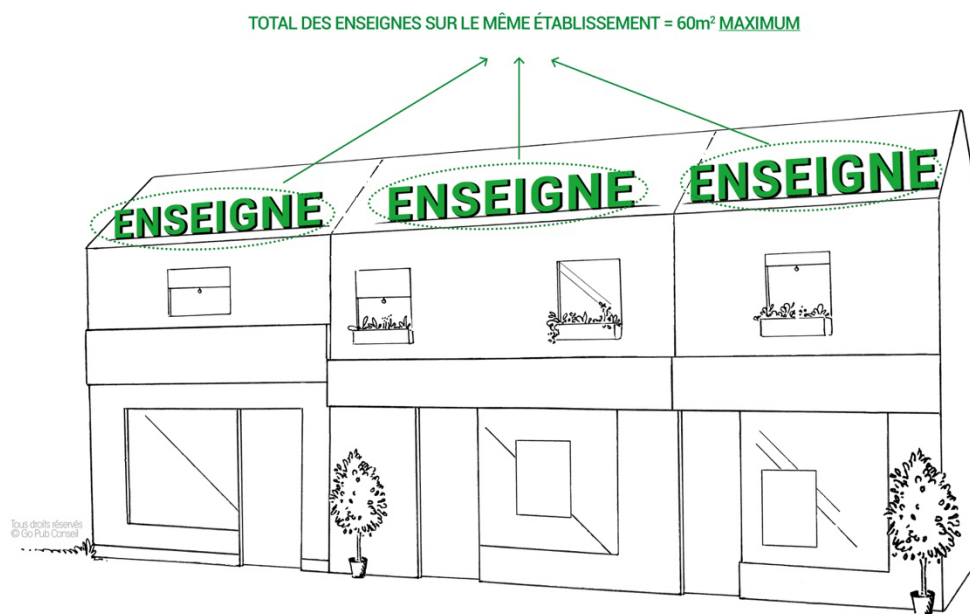 TOTAL DES ENSEIGNES SUR LE MÊME ÉTABLISSEMENT = 60m² MAXIMUM
ENSEIGNE
ENSEIGNE
ENSEIGNE
Tous droits réservés
© Go Pub Conseil